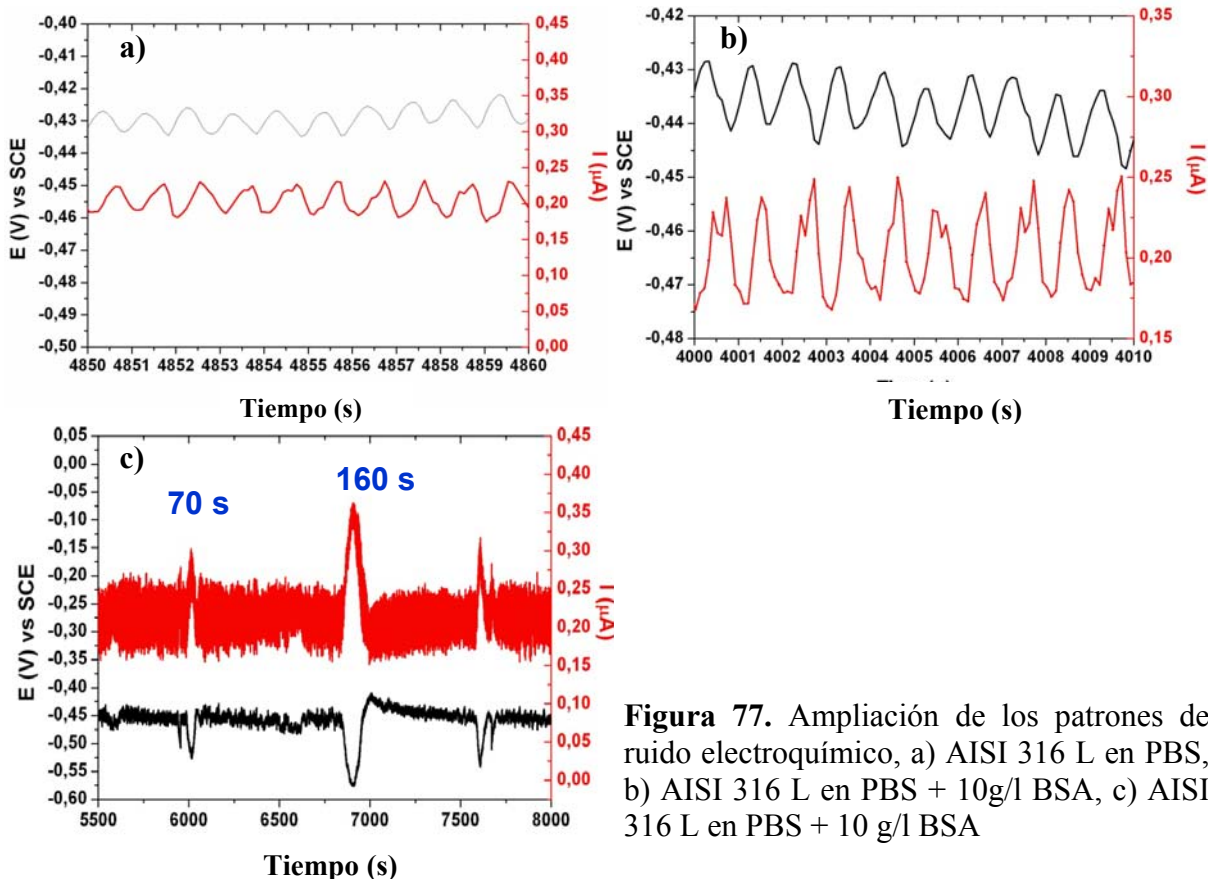 a)
E (V) vs SCE
-0,40
-0,41
-0,42
-0,43
-0,44
-0,45
-0,46
-0,47
-0,48
-0,49
-0,50
0,45
0,40
0,35
0,30
0,25
0,20
0,15
0,10
0,05
0,00
I (µA)
4850 4851 4852 4853 4854 4855 4856 4857 4858 4859 4860
Tiempo (s)
b)
E (V) vs SCE
-0,42
-0,43
-0,44
-0,45
-0,46
-0,47
-0,48
0,35
0,30
0,25
0,20
0,15
I (µA)
4000 4001 4002 4003 4004 4005 4006 4007 4008 4009 4010
Tiempo (s)
c)
70 s
160 s
E (V) vs SCE
0,05
0,00
-0,05
-0,10
-0,15
-0,20
-0,25
-0,30
-0,35
-0,40
-0,45
-0,50
-0,55
-0,60
0,45
0,40
0,35
0,30
0,25
0,20
0,15
0,10
0,05
0,00
I (µA)
5500 6000 6500 7000 7500 8000
Tiempo (s)
Figura 77. Ampliación de los patrones de
ruido electroquímico, a) AISI 316 L en PBS,
b) AISI 316 L en PBS + 10g/l BSA, c) AISI
316 L en PBS + 10 g/l BSA